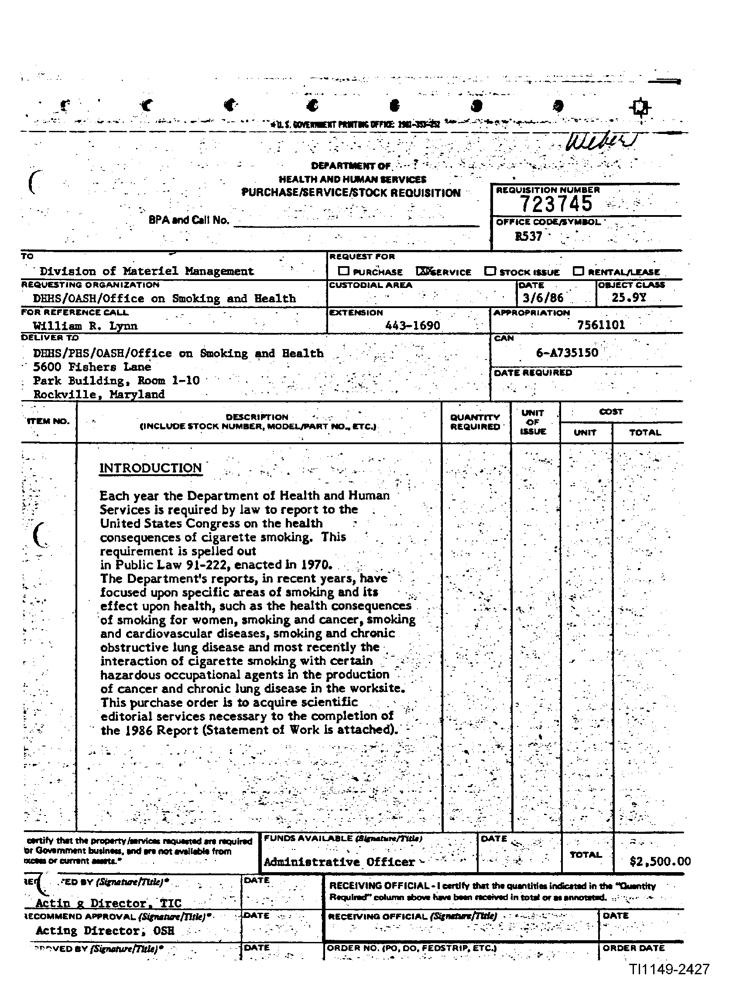 ☆ U. S. GOVERNMENT PRINTING OFFICE: 1981-353-252
Weber
DEPARTMENT OF
HEALTH AND HUMAN SERVICES
PURCHASE/SERVICE/STOCK REQUISITION
BPA and Call No.
REQUISITION NUMBER
723745
OFFICE CODE/SYMBOL
R537
TO
Division of Materiel Management
REQUEST FOR
PURCHASE SERVICE STOCK ISSUE RENTAL/LEASE
REQUESTING ORGANIZATION
DHHS/OASH/Office on Smoking and Health
CUSTODIAL AREA
DATE
3/6/86
OBJECT CLASS
25.9Y
FOR REFERENCE CALL
William R. Lynn
EXTENSION
443-1690
APPROPRIATION
7561101
DELIVER TO
DHHS/PHS/OASH/Office on Smoking and Health
5600 Fishers Lane
Park Building, Room 1-10
Rockville, Maryland
CAN
6-A735150
DATE REQUIRED
ITEM NO.
DESCRIPTION
(INCLUDE STOCK NUMBER, MODEL/PART NO., ETC.)
QUANTITY
REQUIRED
UNIT
OF
ISSUE
COST
UNIT
TOTAL
INTRODUCTION
Each year the Department of Health and Human
Services is required by law to report to the
United States Congress on the health
consequences of cigarette smoking. This
requirement is spelled out
in Public Law 91-222, enacted in 1970.
The Department's reports, in recent years, have
focused upon specific areas of smoking and its
effect upon health, such as the health consequences
of smoking for women, smoking and cancer, smoking
and cardiovascular diseases, smoking and chronic
obstructive lung disease and most recently the
interaction of cigarette smoking with certain
hazardous occupational agents in the production
of cancer and chronic lung disease in the worksite.
This purchase order is to acquire scientific
editorial services necessary to the completion of
the 1986 Report (Statement of Work is attached).
certify that the property/services requested are required
for Government business, and are not available from
excess or current assets."
FUNDS AVAILABLE (Signature/Title)
Administrative Officer
DATE
TOTAL
$2,500.00
TED BY (Signature/Title)*
Actin g Director, TIC
DATE
RECEIVING OFFICIAL - I certify that the quantities indicated in the "Quantity
Required" column above have been received in total or as annotated.
RECOMMEND APPROVAL (Signature/Title)*
Acting Director, OSH
DATE
RECEIVING OFFICIAL (Signature/Title)
DATE
APPROVED BY (Signature/Title)*
DATE
ORDER NO. (PO, DO, FEDSTRIP, ETC.)
ORDER DATE
TI1149-2427